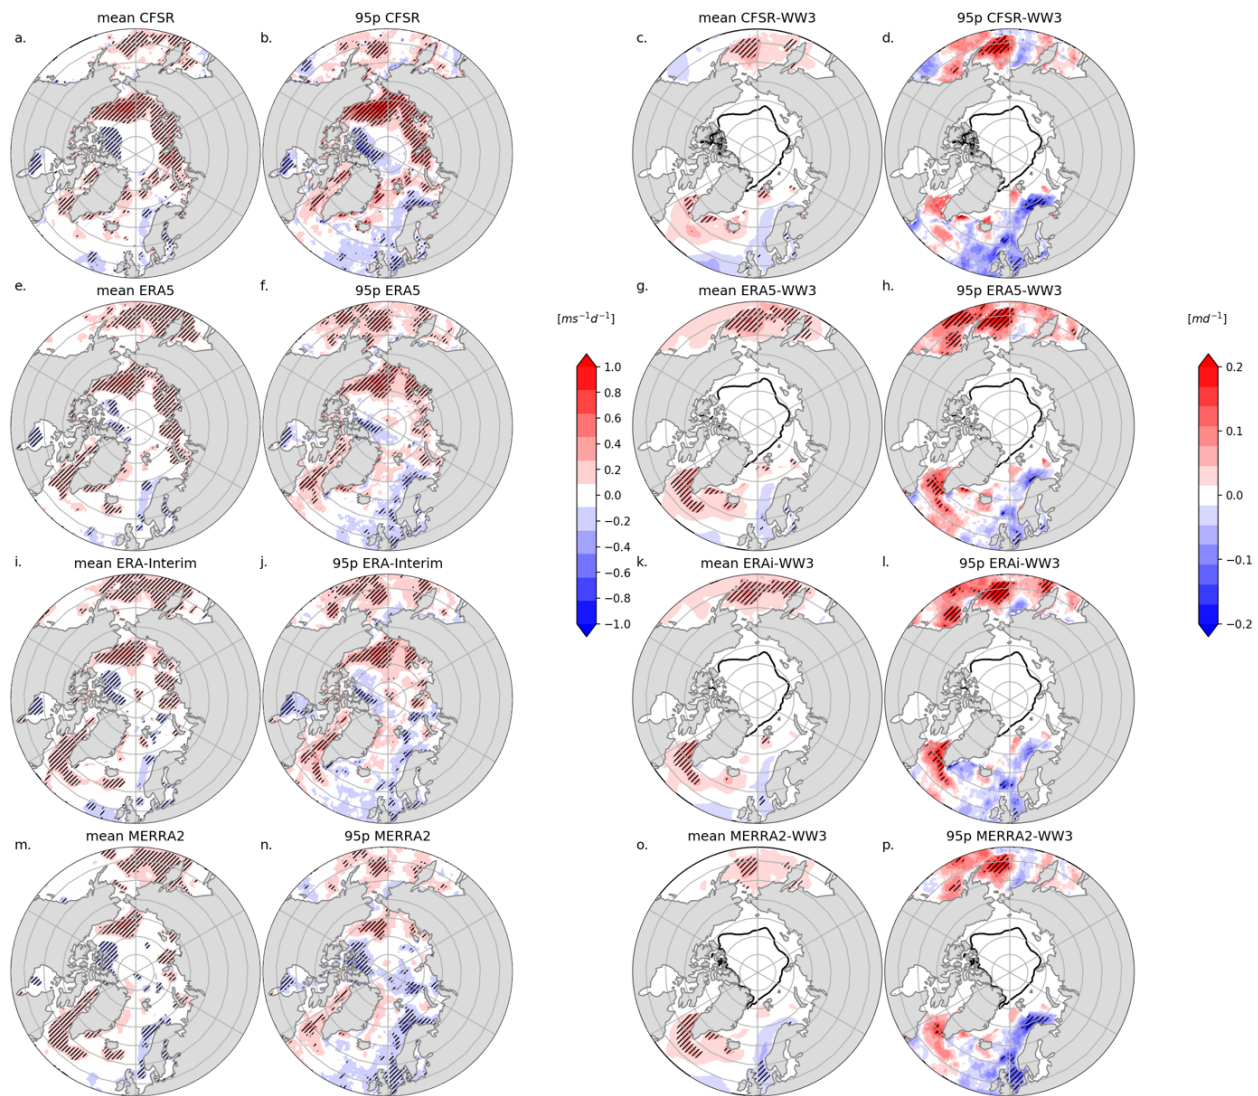 mean CFSR 95p CFSR mean CFSR-WW3 95p CFSR-WW3
a. b. c. d.
mean ERA5 95p ERA5 mean ERA5-WW3 95p ERA5-WW3
e. f. g. h.
[ms⁻¹d⁻¹] [md⁻¹]
1.0
0.8
0.6
0.4
0.2
0.0
−0.2
−0.4
−0.6
−0.8
−1.0
0.2
0.1
0.0
−0.1
−0.2
mean ERA-Interim 95p ERA-Interim mean ERAi-WW3 95p ERAi-WW3
i. j. k. l.
mean MERRA2 95p MERRA2 mean MERRA2-WW3 95p MERRA2-WW3
m. n. o. p.